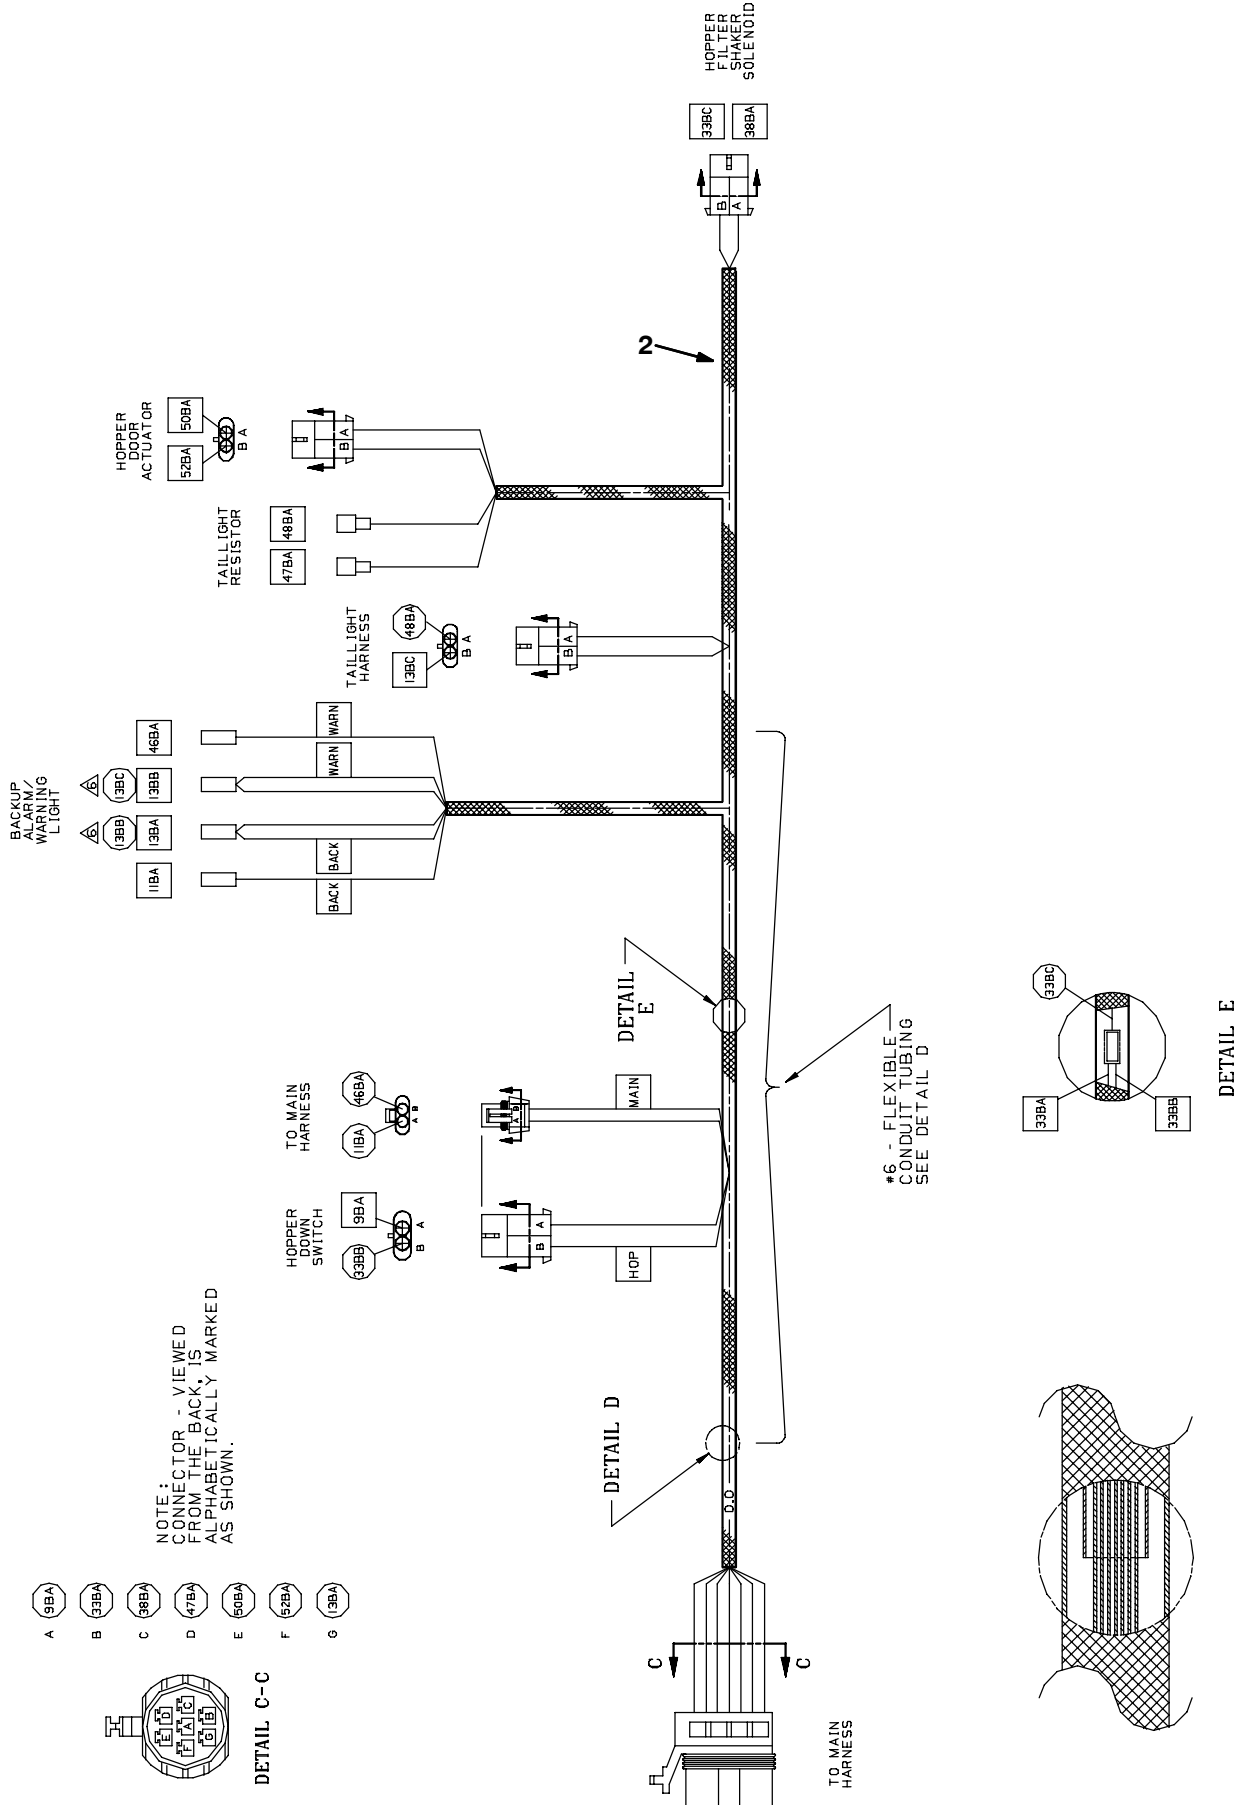 HOPPER
FILTER
SHAKER
SOLENOID
33BC
38BA
B
A
2
HOPPER
DOOR
ACTUATOR
52BA
50BA
B A
B A
TAILLIGHT
RESISTOR
47BA
48BA
TAILLIGHT
HARNESS
13BC
48BA
B A
B A
BACKUP
ALARM/
WARNING
LIGHT
11BA
6
13BB
13BA
6
13BC
13BB
46BA
BACK
BACK
WARN
WARN
TO MAIN
HARNESS
11BA
46BA
A B
A B
MAIN
HOPPER
DOWN
SWITCH
33BB
9BA
B A
B A
HOP
DETAIL
E
DETAIL D
#6 - FLEXIBLE
CONDUIT TUBING
SEE DETAIL D
0.0
NOTE:
CONNECTOR - VIEWED
FROM THE BACK, IS
ALPHABETICALLY MARKED
AS SHOWN.
A 9BA
B 33BA
C 38BA
D 47BA
E 50BA
F 52BA
G 13BA
E D
F A C
G B
DETAIL C-C
C
C
TO MAIN
HARNESS
33BA
33BB
33BC
DETAIL E